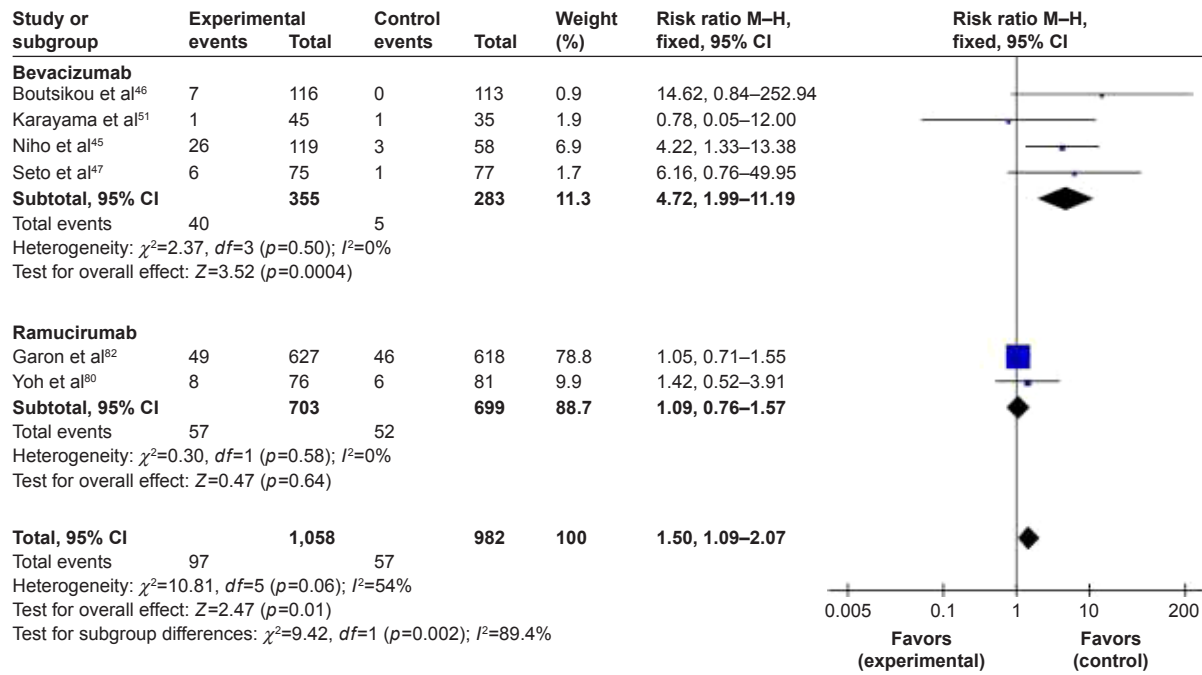 Study or subgroup Experimental events Total Control events Total Weight (%) Risk ratio M–H, fixed, 95% CI Risk ratio M–H, fixed, 95% CI
Bevacizumab
Boutsikou et al⁴⁶ 7 116 0 113 0.9 14.62, 0.84–252.94
Karayama et al⁵¹ 1 45 1 35 1.9 0.78, 0.05–12.00
Niho et al⁴⁵ 26 119 3 58 6.9 4.22, 1.33–13.38
Seto et al⁴⁷ 6 75 1 77 1.7 6.16, 0.76–49.95
Subtotal, 95% CI 355 283 11.3 4.72, 1.99–11.19
Total events 40 5
Heterogeneity: χ²=2.37, df=3 (p=0.50); I²=0%
Test for overall effect: Z=3.52 (p=0.0004)
Ramucirumab
Garon et al⁸² 49 627 46 618 78.8 1.05, 0.71–1.55
Yoh et al⁸⁰ 8 76 6 81 9.9 1.42, 0.52–3.91
Subtotal, 95% CI 703 699 88.7 1.09, 0.76–1.57
Total events 57 52
Heterogeneity: χ²=0.30, df=1 (p=0.58); I²=0%
Test for overall effect: Z=0.47 (p=0.64)
Total, 95% CI 1,058 982 100 1.50, 1.09–2.07
Total events 97 57
Heterogeneity: χ²=10.81, df=5 (p=0.06); I²=54%
Test for overall effect: Z=2.47 (p=0.01)
Test for subgroup differences: χ²=9.42, df=1 (p=0.002); I²=89.4%
0.005 0.1 1 10 200
Favors (experimental) Favors (control)